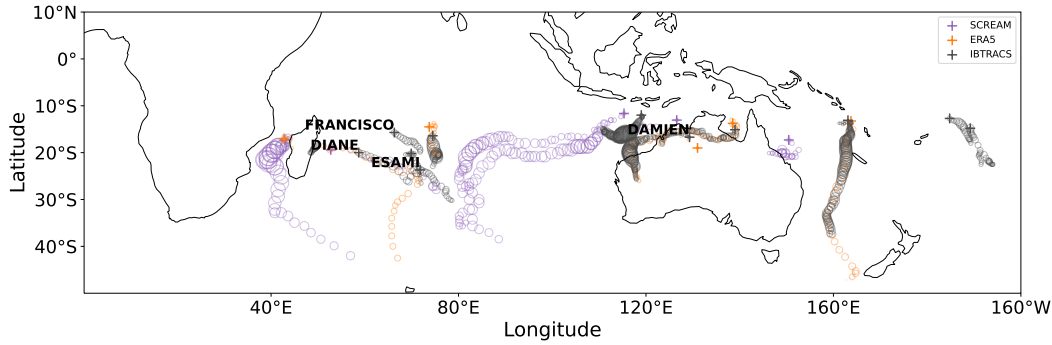 10°N
0°
10°S
20°S
30°S
40°S
Latitude
SCREAM
ERA5
IBTRACS
FRANCISCO
DIANE
ESAMI
DAMIEN
40°E
80°E
120°E
160°E
160°W
Longitude